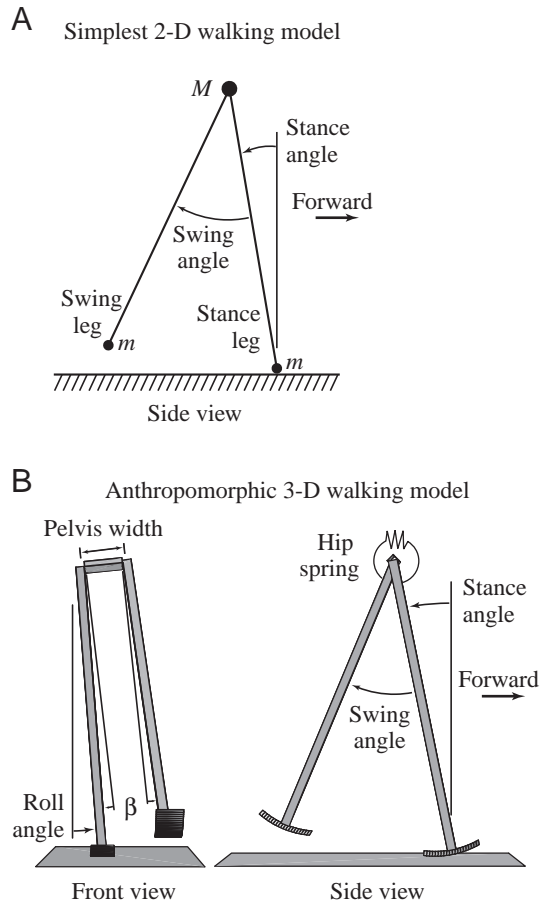 A
Simplest 2-D walking model
M
Stance
angle
Forward
Swing
angle
Swing
leg
Stance
leg
m
m
Side view
B
Anthropomorphic 3-D walking model
Pelvis width
Hip
spring
Stance
angle
Forward
Swing
angle
Roll
angle
β
Front view
Side view